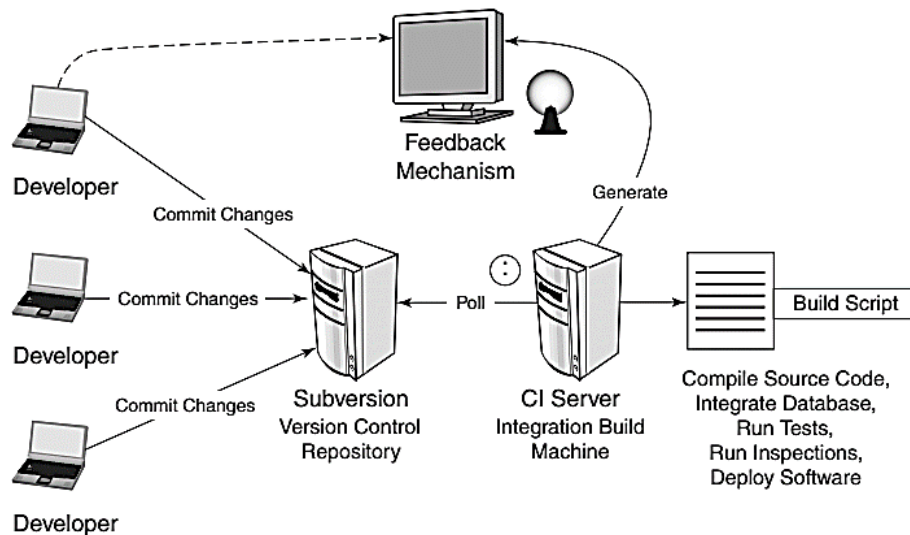 Feedback
Mechanism
Developer
Commit Changes
Generate
Developer
Commit Changes
Poll
Build Script
Developer
Commit Changes
Subversion
Version Control
Repository
CI Server
Integration Build
Machine
Compile Source Code,
Integrate Database,
Run Tests,
Run Inspections,
Deploy Software